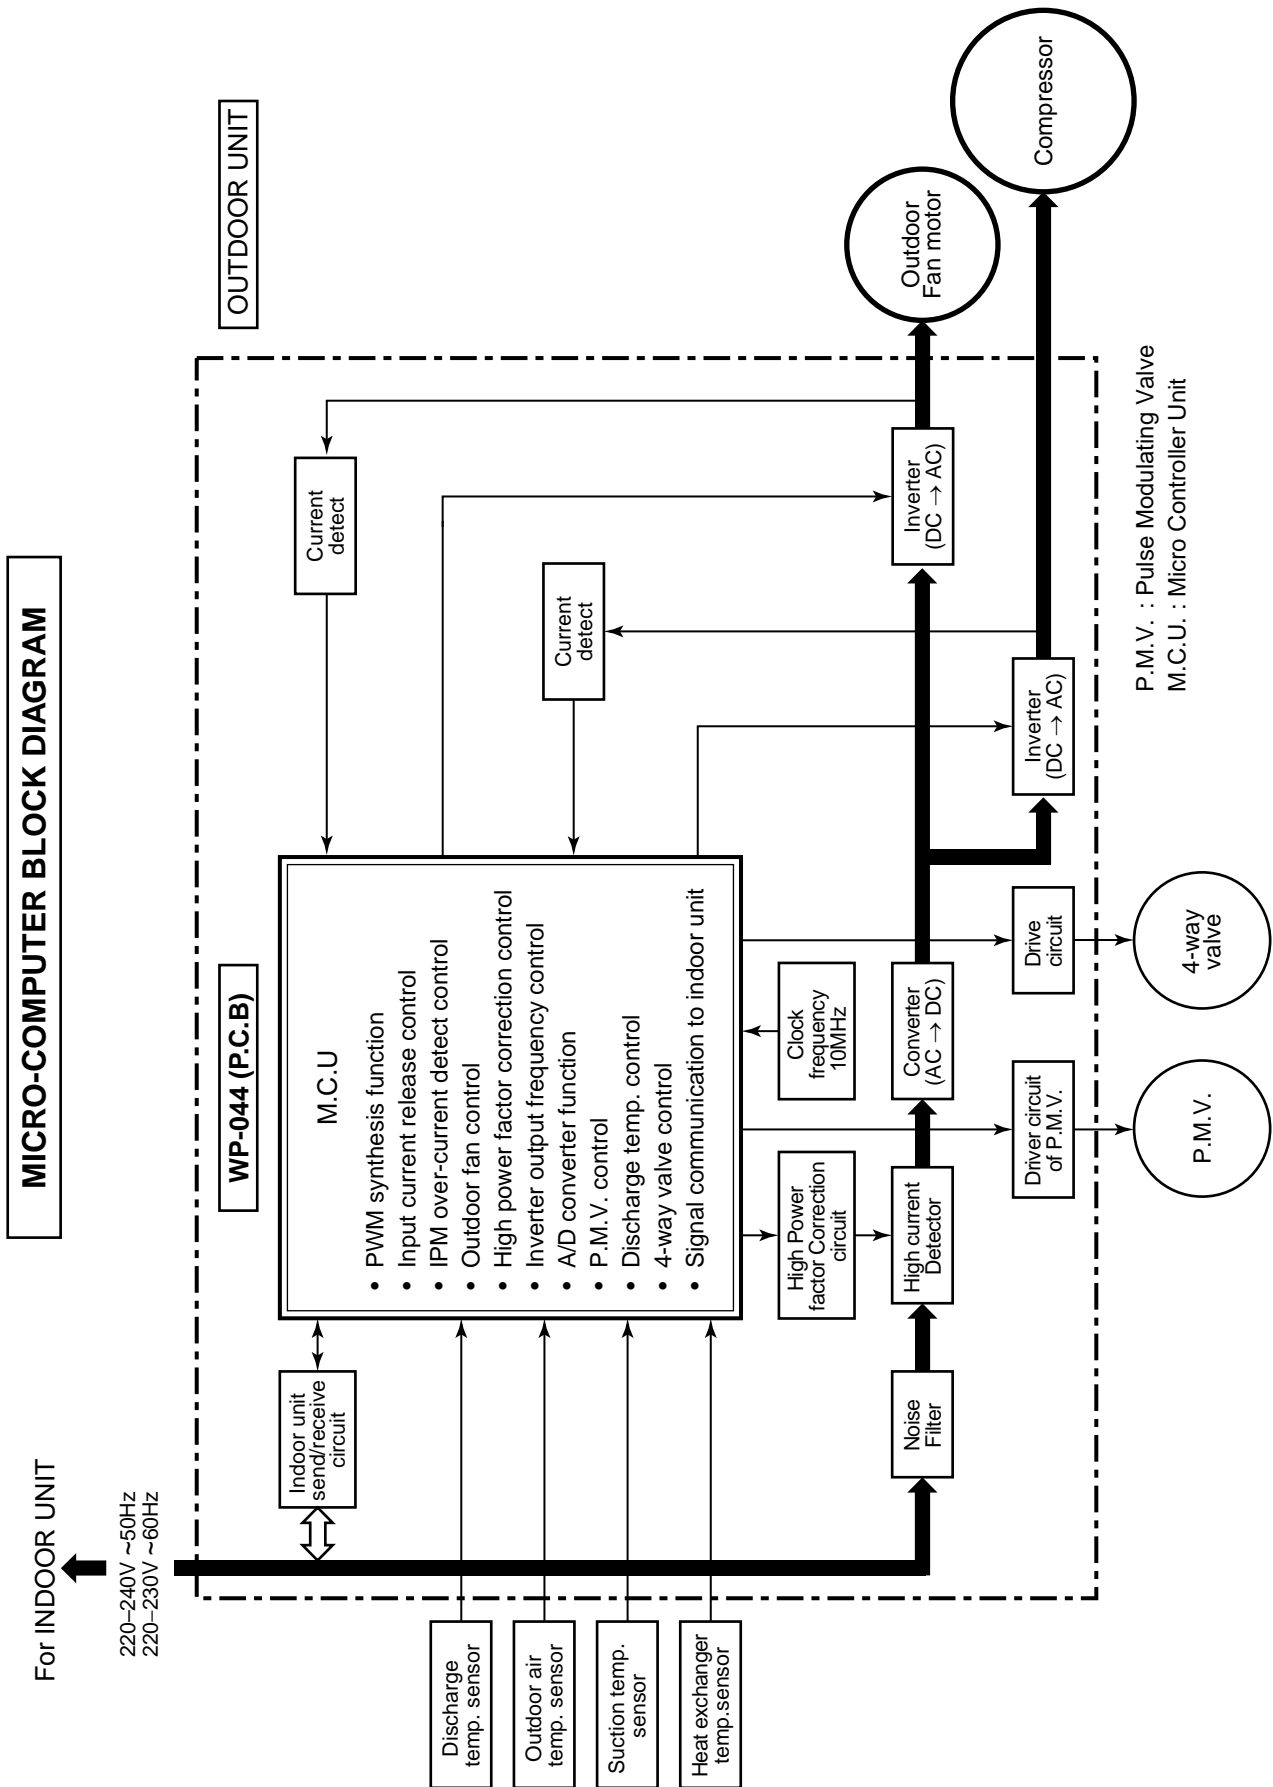 MICRO-COMPUTER BLOCK DIAGRAM
For INDOOR UNIT
220–240V ~50Hz
220–230V ~60Hz
WP-044 (P.C.B)
OUTDOOR UNIT
Discharge
temp. sensor
Outdoor air
temp. sensor
Suction temp.
sensor
Heat exchanger
temp.sensor
Indoor unit
send/receive
circuit
M.C.U
• PWM synthesis function
• Input current release control
• IPM over-current detect control
• Outdoor fan control
• High power factor correction control
• Inverter output frequency control
• A/D converter function
• P.M.V. control
• Discharge temp. control
• 4-way valve control
• Signal communication to indoor unit
Current
detect
Current
detect
High Power
factor Correction
circuit
Clock
frequency
10MHz
Noise
Filter
High current
Detector
Converter
(AC → DC)
Inverter
(DC → AC)
Outdoor
Fan motor
Driver circuit
of P.M.V.
Drive
circuit
Inverter
(DC → AC)
Compressor
P.M.V.
4-way
valve
P.M.V. : Pulse Modulating Valve
M.C.U. : Micro Controller Unit